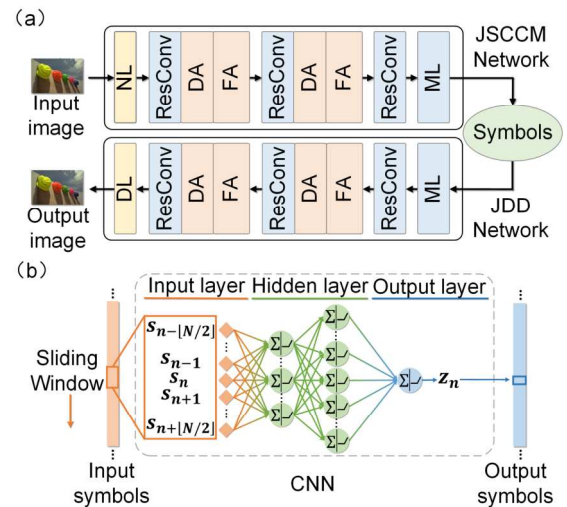 (a)
Input
image
NL
ResConv
DA
FA
ResConv
DA
FA
ResConv
ML
JSCCM
Network
Symbols
Output
image
DL
ResConv
DA
FA
ResConv
DA
FA
ResConv
ML
JDD
Network
(b)
Input layer Hidden layer Output layer
Sliding
Window
S_{n-⌊N/2⌋}
⋮
S_{n-1}
S_n
S_{n+1}
⋮
S_{n+⌊N/2⌋}
Σ
Σ
Σ
Σ
Σ
Σ
Σ
Σ
Σ
z_n
Input
symbols
CNN
Output
symbols